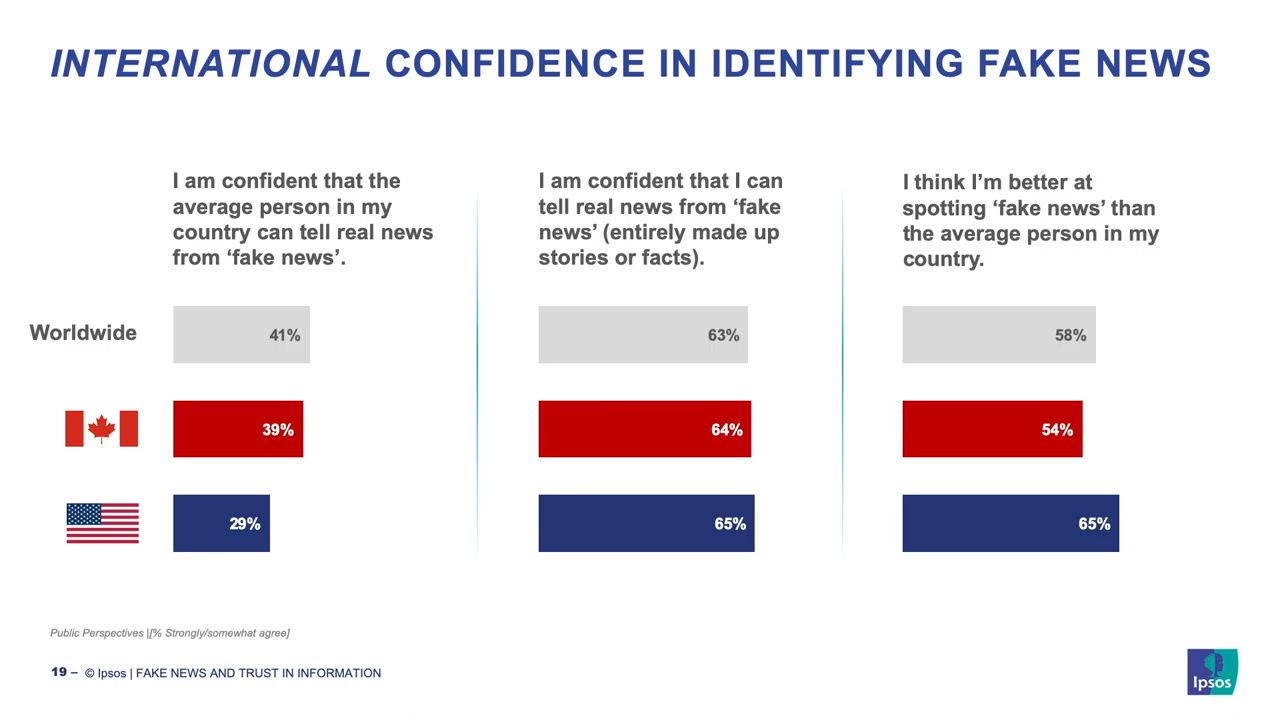 INTERNATIONAL CONFIDENCE IN IDENTIFYING FAKE NEWS
I am confident that the
average person in my
country can tell real news
from ‘fake news’.
I am confident that I can
tell real news from ‘fake
news’ (entirely made up
stories or facts).
I think I’m better at
spotting ‘fake news’ than
the average person in my
country.
Worldwide
41%
63%
58%
39%
64%
54%
29%
65%
65%
Public Perspectives |[% Strongly/somewhat agree]
19 – © Ipsos | FAKE NEWS AND TRUST IN INFORMATION
Ipsos